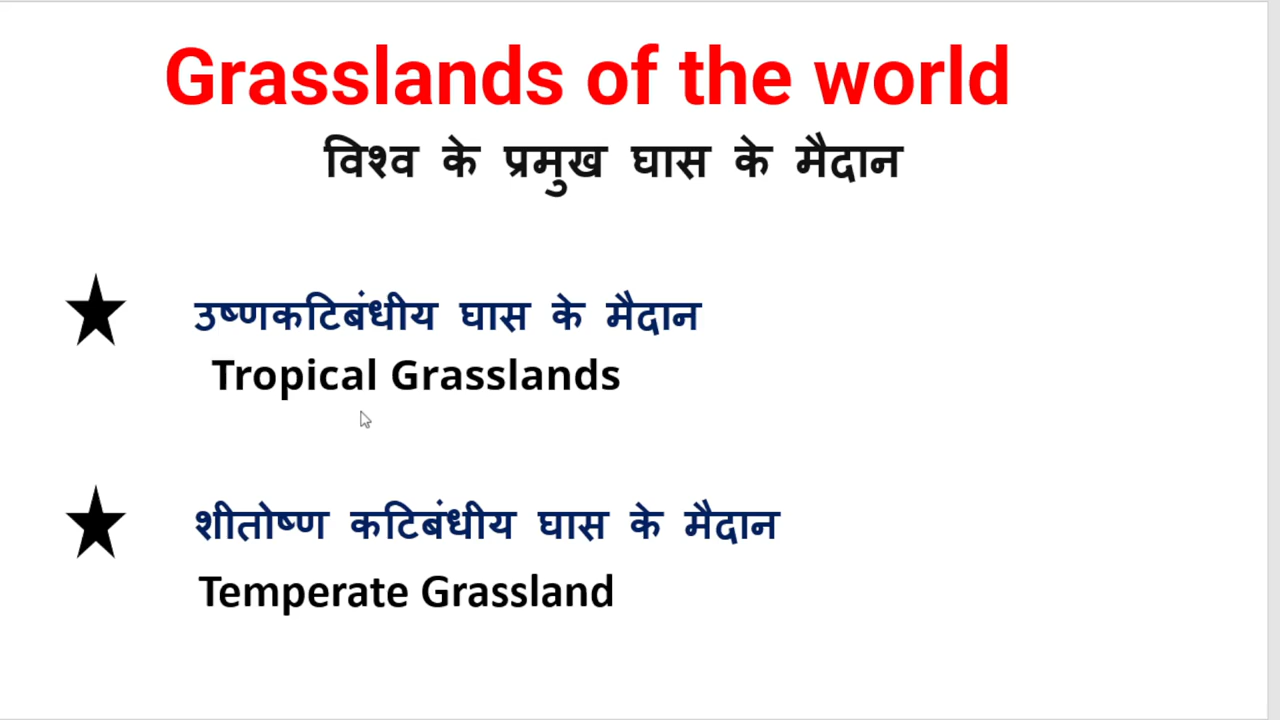 Grasslands of the world
विश्व के प्रमुख घास के मैदान
उष्णकटिबंधीय घास के मैदान
Tropical Grasslands
शीतोष्ण कटिबंधीय घास के मैदान
Temperate Grassland